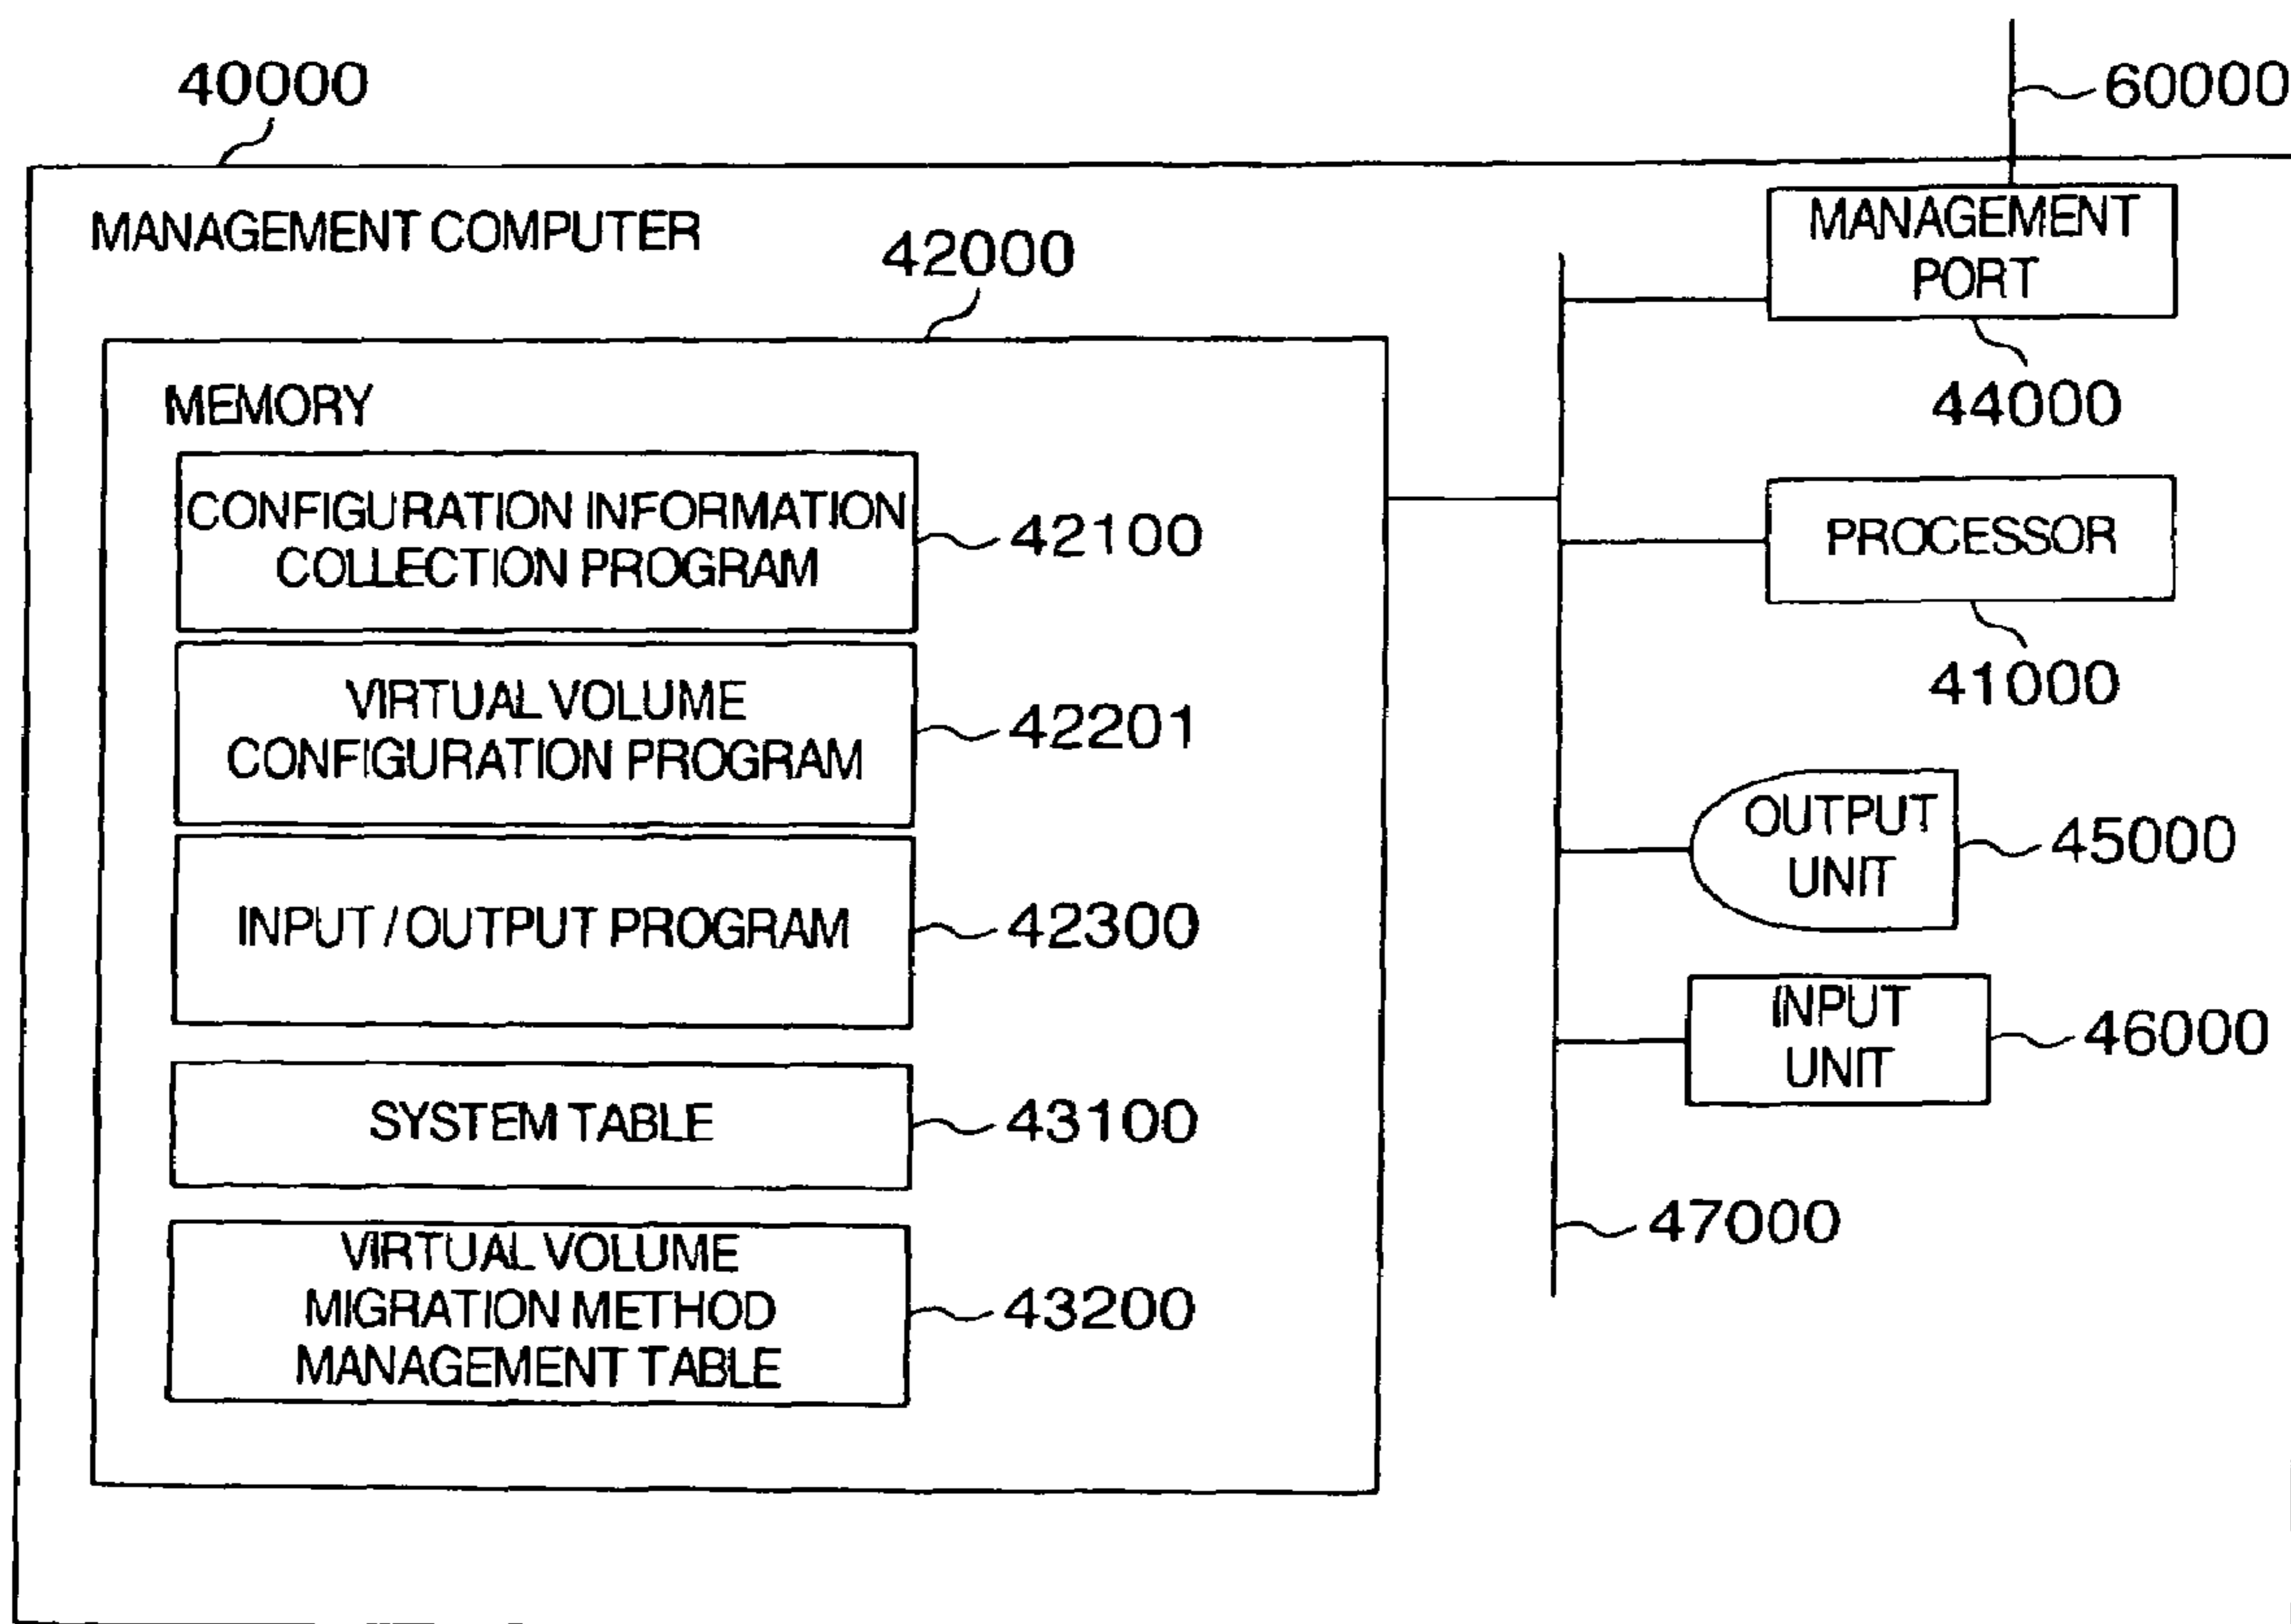 40000
60000
MANAGEMENT COMPUTER
42000
MEMORY
CONFIGURATION INFORMATION
COLLECTION PROGRAM
42100
VIRTUAL VOLUME
CONFIGURATION PROGRAM
42201
INPUT / OUTPUT PROGRAM
42300
SYSTEM TABLE
43100
VIRTUAL VOLUME
MIGRATION METHOD
MANAGEMENT TABLE
43200
MANAGEMENT
PORT
44000
PROCESSOR
41000
OUTPUT
UNIT
45000
INPUT
UNIT
46000
47000